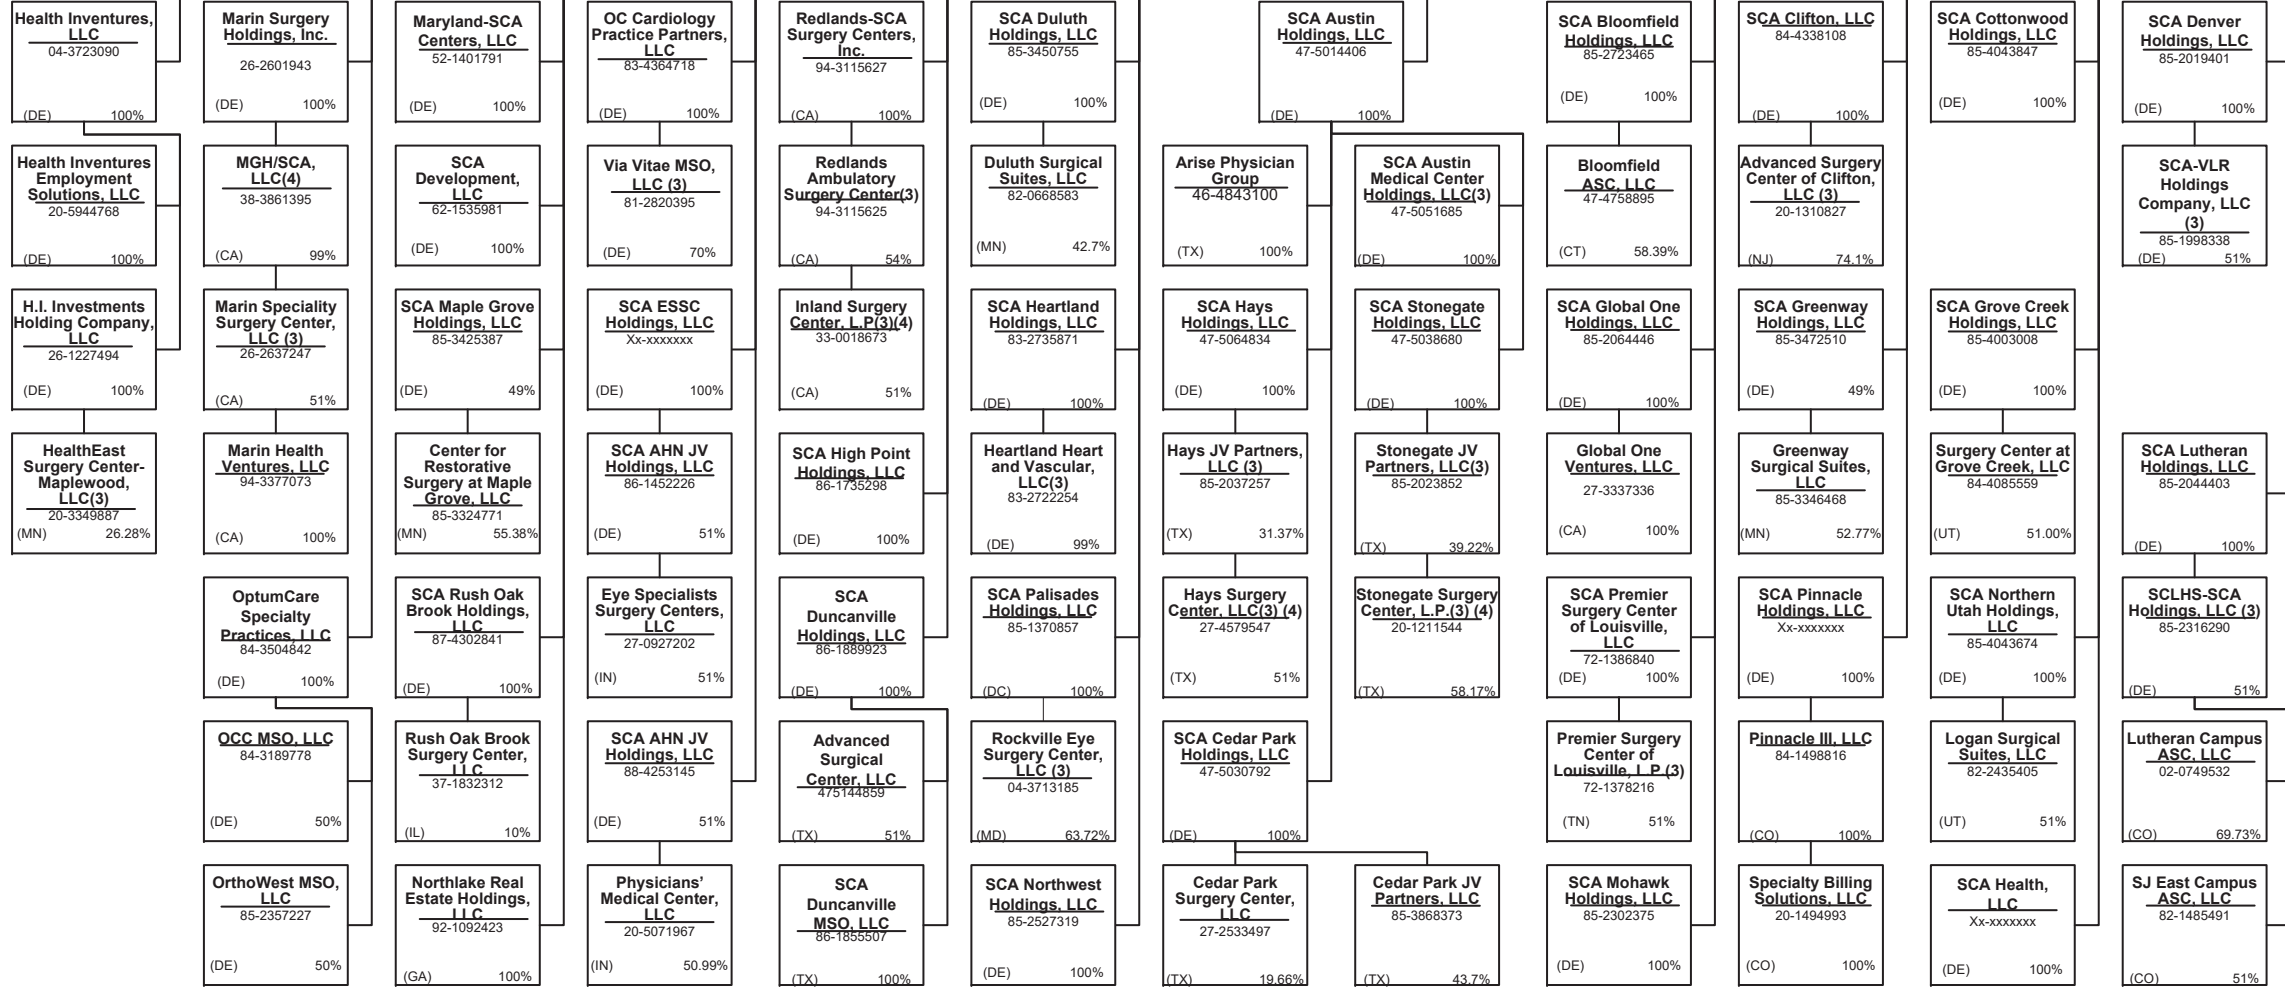 Health Inventures,
LLC
04-3723090
(DE) 100%
Marin Surgery
Holdings, Inc.
26-2601943
(DE) 100%
Maryland-SCA
Centers, LLC
52-1401791
(DE) 100%
OC Cardiology
Practice Partners,
LLC
83-4364718
(DE) 100%
Redlands-SCA
Surgery Centers,
Inc.
94-3115627
(CA) 100%
SCA Duluth
Holdings, LLC
85-3450755
(DE) 100%
SCA Austin
Holdings, LLC
47-5014406
(DE) 100%
SCA Bloomfield
Holdings, LLC
85-2723465
(DE) 100%
SCA Clifton, LLC
84-4338108
(DE) 100%
SCA Cottonwood
Holdings, LLC
85-4043847
(DE) 100%
SCA Denver
Holdings, LLC
85-2019401
(DE) 100%
Health Inventures
Employment
Solutions, LLC
20-5944768
(DE) 100%
MGH/SCA,
LLC(4)
38-3861395
(CA) 99%
SCA
Development,
LLC
62-1535981
(DE) 100%
Via Vitae MSO,
LLC (3)
81-2820395
(DE) 70%
Redlands
Ambulatory
Surgery Center(3)
94-3115625
(CA) 54%
Duluth Surgical
Suites, LLC
82-0668583
(MN) 42.7%
Arise Physician
Group
46-4843100
(TX) 100%
SCA Austin
Medical Center
Holdings, LLC(3)
47-5051685
(DE) 100%
Bloomfield
ASC, LLC
47-4758895
(CT) 58.39%
Advanced Surgery
Center of Clifton,
LLC (3)
20-1310827
(NJ) 74.1%
SCA-VLR
Holdings
Company, LLC
(3)
85-1998338
(DE) 51%
H.I. Investments
Holding Company,
LLC
26-1227494
(DE) 100%
Marin Speciality
Surgery Center,
LLC (3)
26-2637247
(CA) 51%
SCA Maple Grove
Holdings, LLC
85-3425387
(DE) 49%
SCA ESSC
Holdings, LLC
Xx-xxxxxxx
(DE) 100%
Inland Surgery
Center, L.P(3)(4)
33-0018673
(CA) 51%
SCA Heartland
Holdings, LLC
83-2735871
(DE) 100%
SCA Hays
Holdings, LLC
47-5064834
(DE) 100%
SCA Stonegate
Holdings, LLC
47-5038680
(DE) 100%
SCA Global One
Holdings, LLC
85-2064446
(DE) 100%
SCA Greenway
Holdings, LLC
85-3472510
(DE) 49%
SCA Grove Creek
Holdings, LLC
85-4003008
(DE) 100%
HealthEast
Surgery Center-
Maplewood,
LLC(3)
20-3349887
(MN) 26.28%
Marin Health
Ventures, LLC
94-3377073
(CA) 100%
Center for
Restorative
Surgery at Maple
Grove, LLC
85-3324771
(MN) 55.38%
SCA AHN JV
Holdings, LLC
86-1452226
(DE) 51%
SCA High Point
Holdings, LLC
86-1735298
(DE) 100%
Heartland Heart
and Vascular,
LLC(3)
83-2722254
(DE) 99%
Hays JV Partners,
LLC (3)
85-2037257
(TX) 31.37%
Stonegate JV
Partners, LLC(3)
85-2023852
(TX) 39.22%
Global One
Ventures, LLC
27-3337336
(CA) 100%
Greenway
Surgical Suites,
LLC
85-3346468
(MN) 52.77%
Surgery Center at
Grove Creek, LLC
84-4085559
(UT) 51.00%
SCA Lutheran
Holdings, LLC
85-2044403
(DE) 100%
OptumCare
Specialty
Practices, LLC
84-3504842
(DE) 100%
SCA Rush Oak
Brook Holdings,
LLC
87-4302841
(DE) 100%
Eye Specialists
Surgery Centers,
LLC
27-0927202
(IN) 51%
SCA
Duncanville
Holdings, LLC
86-1889923
(DE) 100%
SCA Palisades
Holdings, LLC
85-1370857
(DC) 100%
Hays Surgery
Center, LLC(3) (4)
27-4579547
(TX) 51%
Stonegate Surgery
Center, L.P.(3) (4)
20-1211544
(TX) 58.17%
SCA Premier
Surgery Center
of Louisville,
LLC
72-1386840
(DE) 100%
SCA Pinnacle
Holdings, LLC
Xx-xxxxxxx
(DE) 100%
SCA Northern
Utah Holdings,
LLC
85-4043674
(DE) 100%
SCLHS-SCA
Holdings, LLC (3)
85-2316290
(DE) 51%
OCC MSO, LLC
84-3189778
(DE) 50%
Rush Oak Brook
Surgery Center,
LLC
37-1832312
(IL) 10%
SCA AHN JV
Holdings, LLC
88-4253145
(DE) 51%
Advanced
Surgical
Center, LLC
475144859
(TX) 51%
Rockville Eye
Surgery Center,
LLC (3)
04-3713185
(MD) 63.72%
SCA Cedar Park
Holdings, LLC
47-5030792
(DE) 100%
Premier Surgery
Center of
Louisville, L.P.(3)
72-1378216
(TN) 51%
Pinnacle III, LLC
84-1498816
(CO) 100%
Logan Surgical
Suites, LLC
82-2435405
(UT) 51%
Lutheran Campus
ASC, LLC
02-0749532
(CO) 69.73%
OrthoWest MSO,
LLC
85-2357227
(DE) 50%
Northlake Real
Estate Holdings,
LLC
92-1092423
(GA) 100%
Physicians’
Medical Center,
LLC
20-5071967
(IN) 50.99%
SCA
Duncanville
MSO, LLC
86-1855507
(TX) 100%
SCA Northwest
Holdings, LLC
85-2527319
(DE) 100%
Cedar Park
Surgery Center,
LLC
27-2533497
(TX) 19.66%
Cedar Park JV
Partners, LLC
85-3868373
(TX) 43.7%
SCA Mohawk
Holdings, LLC
85-2302375
(DE) 100%
Specialty Billing
Solutions, LLC
20-1494993
(CO) 100%
SCA Health,
LLC
Xx-xxxxxxx
(DE) 100%
SJ East Campus
ASC, LLC
82-1485491
(CO) 51%